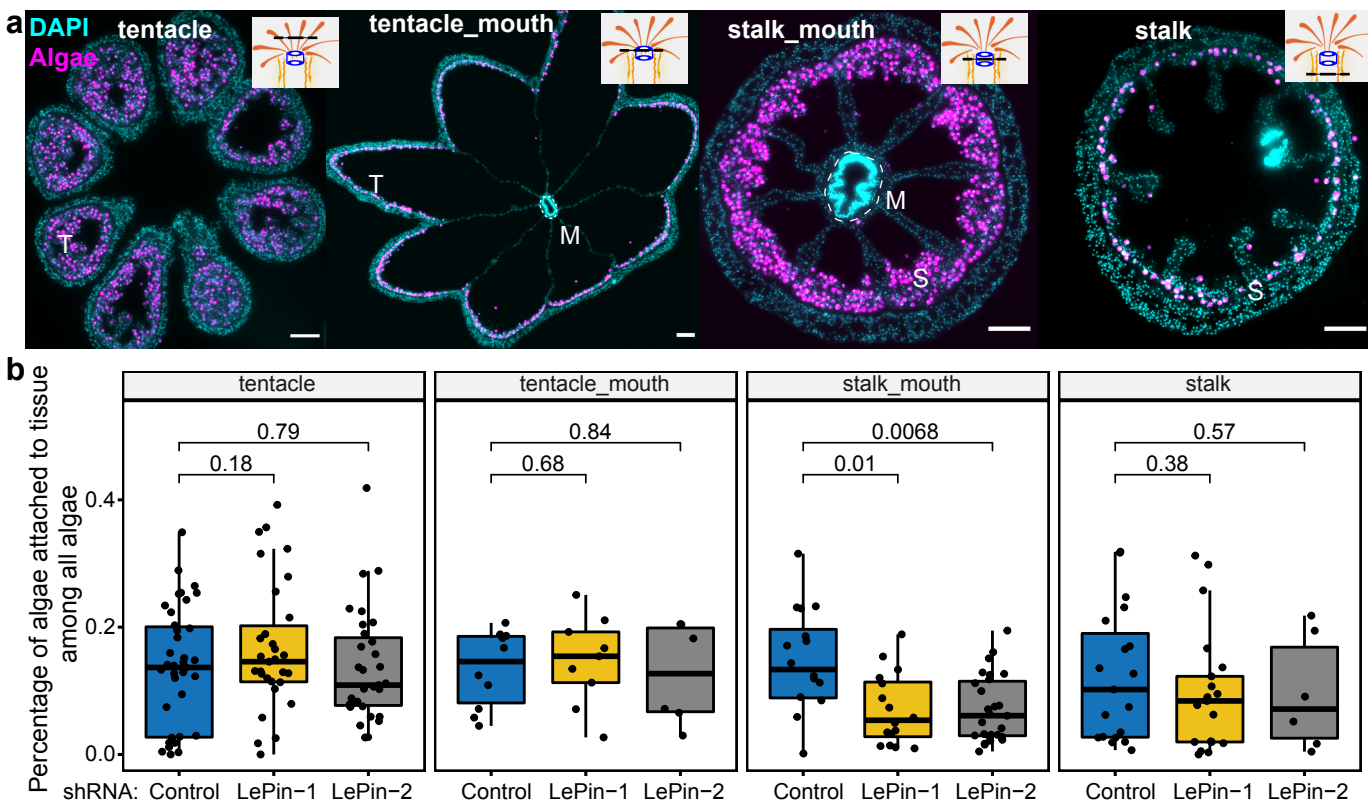 a
DAPI
Algae
tentacle
tentacle_mouth
stalk_mouth
stalk
T
T
M
M
S
S
b
Percentage of algae attached to tissue
among all algae
tentacle
tentacle_mouth
stalk_mouth
stalk
0.79
0.18
0.84
0.68
0.0068
0.01
0.57
0.38
0.4
0.2
0.0
shRNA: Control LePin−1 LePin−2 Control LePin−1 LePin−2 Control LePin−1 LePin−2 Control LePin−1 LePin−2